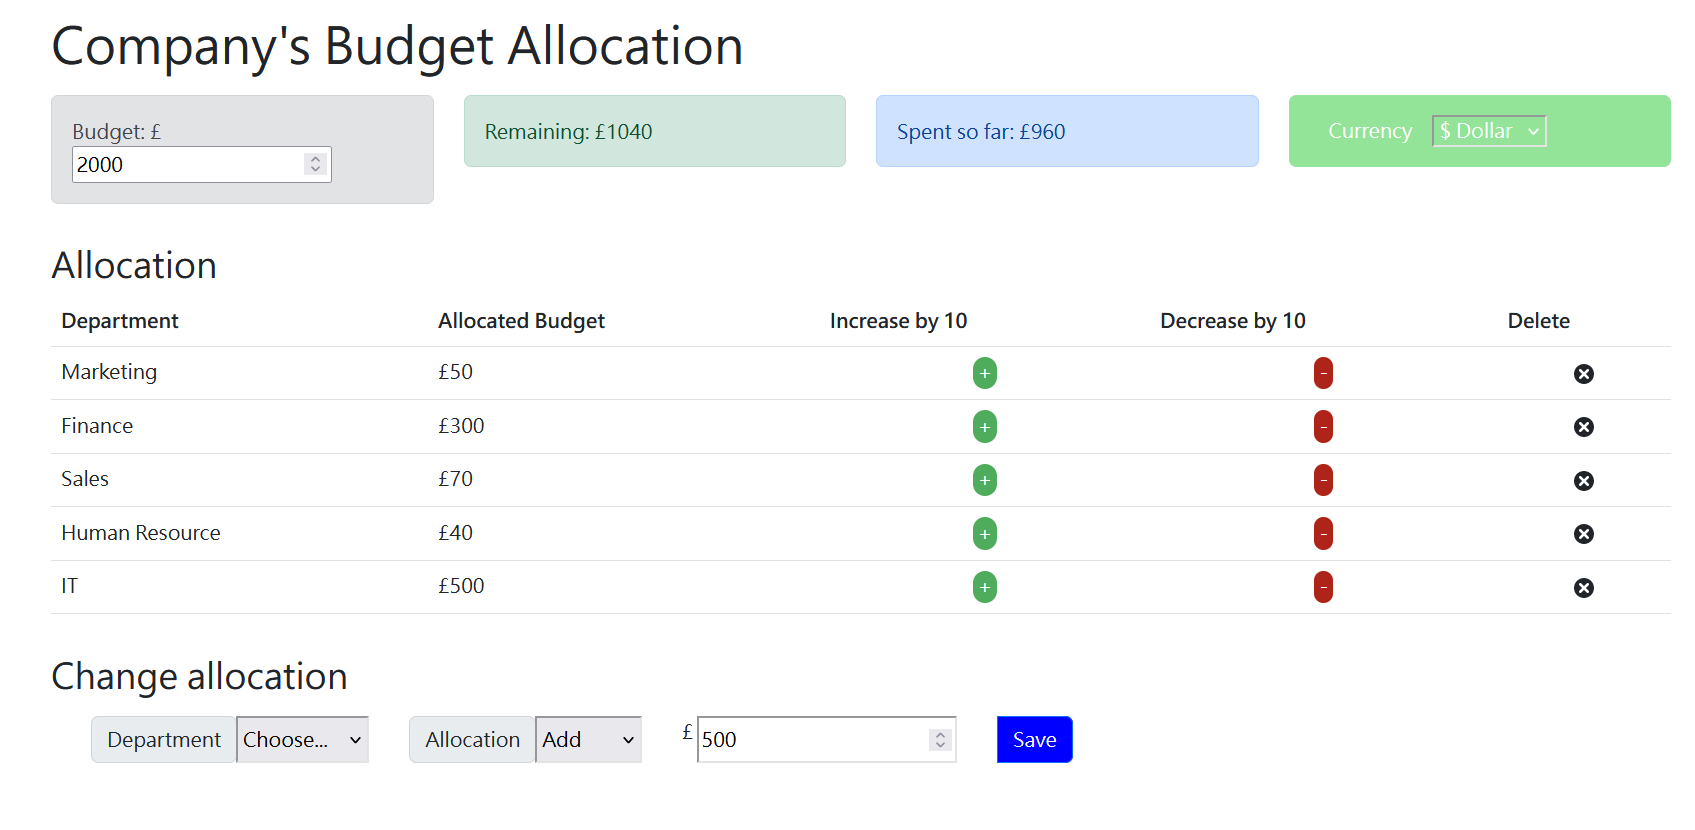 Company's Budget Allocation
Budget: £
2000
Remaining: £1040
Spent so far: £960
Currency $ Dollar
Allocation
Department Allocated Budget Increase by 10 Decrease by 10 Delete
Marketing £50 + -
Finance £300 + -
Sales £70 + -
Human Resource £40 + -
IT £500 + -
Change allocation
Department Choose... Allocation Add £ 500 Save